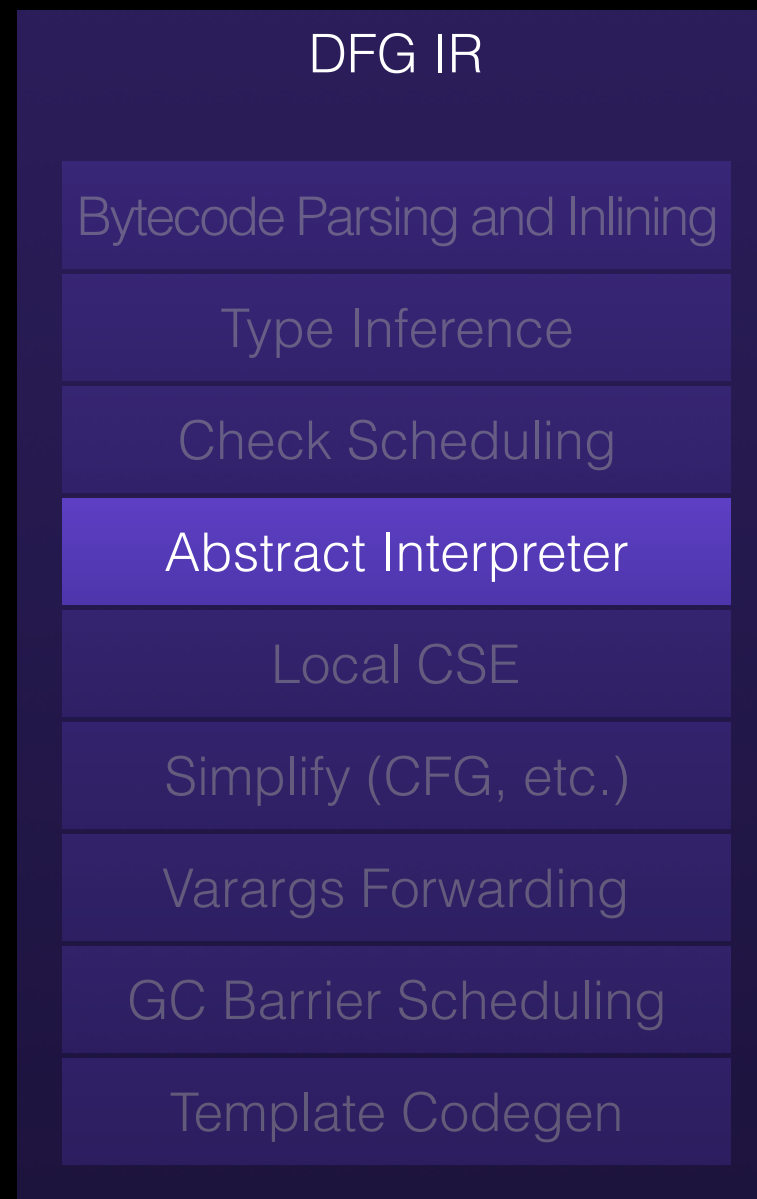 DFG IR
Bytecode Parsing and Inlining
Type Inference
Check Scheduling
Abstract Interpreter
Local CSE
Simplify (CFG, etc.)
Varargs Forwarding
GC Barrier Scheduling
Template Codegen